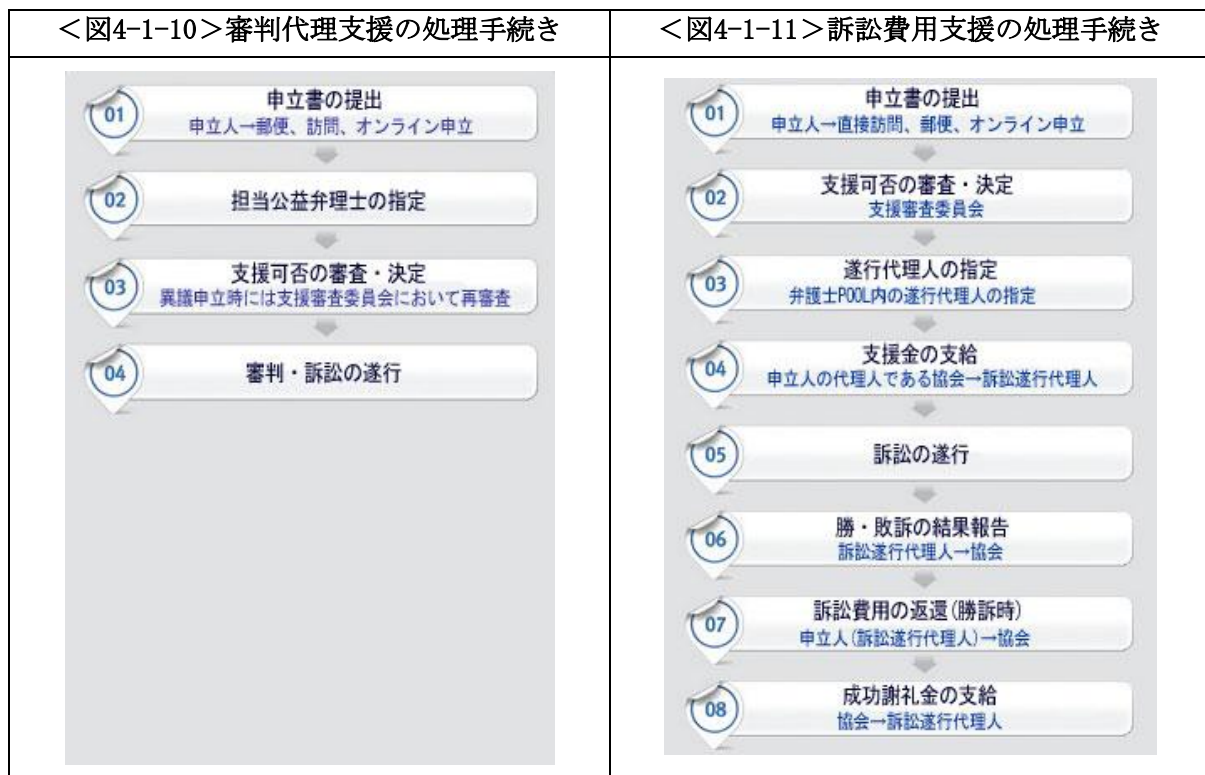 ＜図4-1-10＞審判代理支援の処理手続き
01
申立書の提出
申立人→郵便、訪問、オンライン申立
02
担当公益弁理士の指定
03
支援可否の審査・決定
異議申立時には支援審査委員会において再審査
04
審判・訴訟の遂行
＜図4-1-11＞訴訟費用支援の処理手続き
01
申立書の提出
申立人→直接訪問、郵便、オンライン申立
02
支援可否の審査・決定
支援審査委員会
03
遂行代理人の指定
弁護士POOL内の遂行代理人の指定
04
支援金の支給
申立人の代理人である協会→訴訟遂行代理人
05
訴訟の遂行
06
勝・敗訴の結果報告
訴訟遂行代理人→協会
07
訴訟費用の返還(勝訴時)
申立人(訴訟遂行代理人)→協会
08
成功謝礼金の支給
協会→訴訟遂行代理人